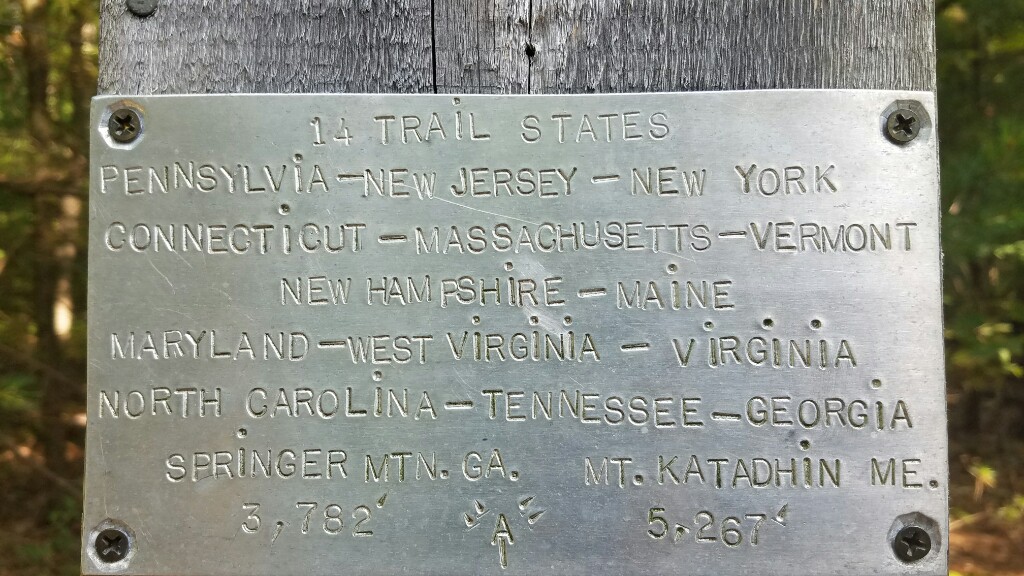 14 TRAiL STATES
PENNSYLViA - NEW JERSEY - NEW YORK
CONNECTiCUT - MASSACHUSETTS - VERMONT
NEW HAMPSHiRE - MAiNE
MARYLAND - WEST ViRGiNiA - ViRGiNiA
NORTH CAROLiNA - TENNESSEE - GEORGiA
SPRiNGER MTN. GA. MT. KATADHiN ME.
3,782' A 5,267'